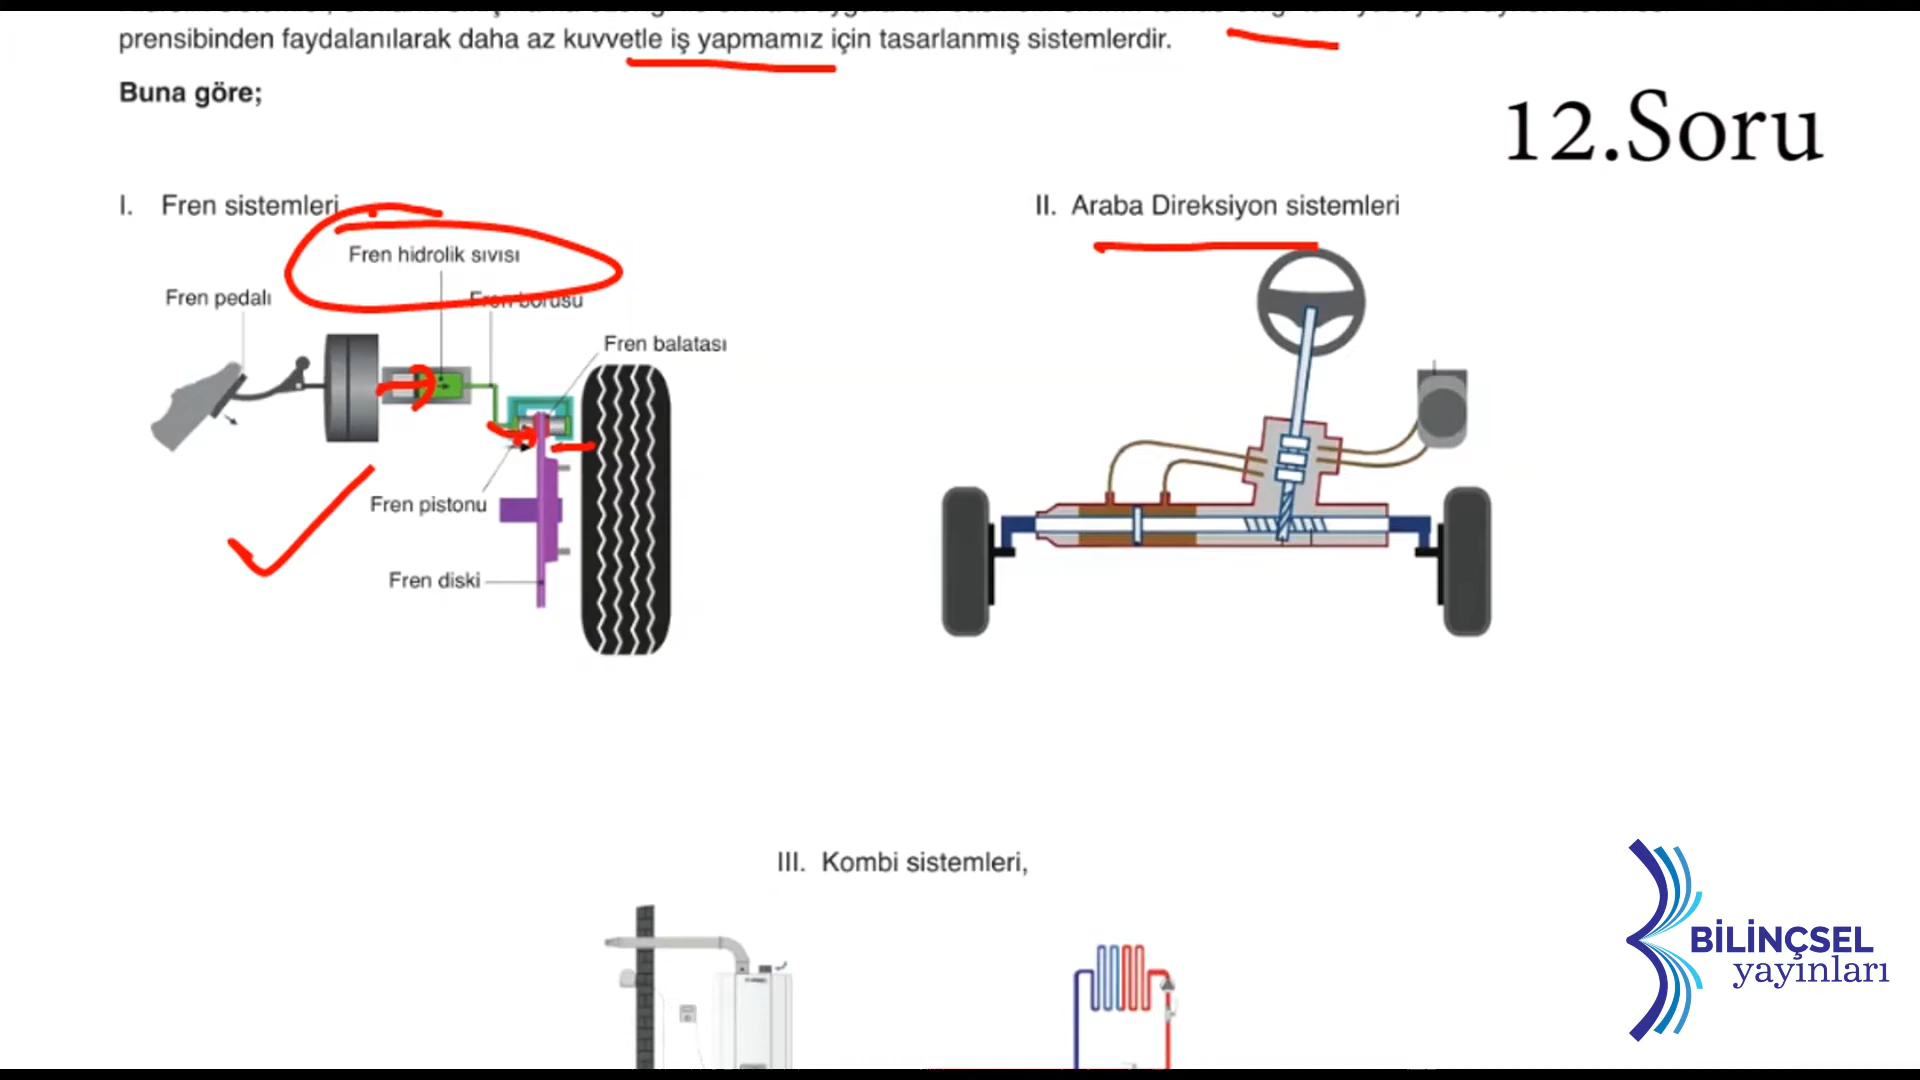 prensibinden faydalanılarak daha az kuvvetle iş yapmamız için tasarlanmış sistemlerdir.
Buna göre;
12.Soru
I. Fren sistemleri
II. Araba Direksiyon sistemleri
Fren hidrolik sıvısı
Fren pedalı
Fren borusu
Fren balatası
Fren pistonu
Fren diski
III. Kombi sistemleri,
BİLİNÇSEL
yayınları